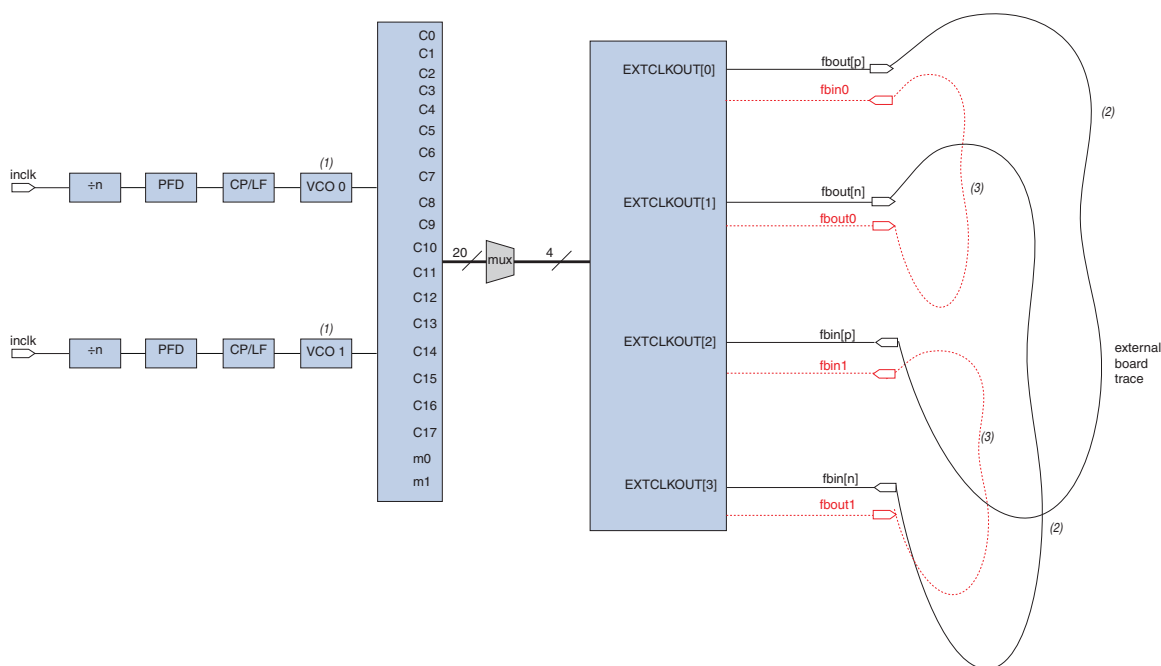 inclk
÷n
PFD
CP/LF
(1)
VCO 0
inclk
÷n
PFD
CP/LF
(1)
VCO 1
C0
C1
C2
C3
C4
C5
C6
C7
C8
C9
C10
C11
C12
C13
C14
C15
C16
C17
m0
m1
20
mux
4
EXTCLKOUT[0]
EXTCLKOUT[1]
EXTCLKOUT[2]
EXTCLKOUT[3]
fbout[p]
fbin0
fbout[n]
fbout0
fbin[p]
fbin1
fbin[n]
fbout1
(2)
(3)
(3)
(2)
external
board
trace